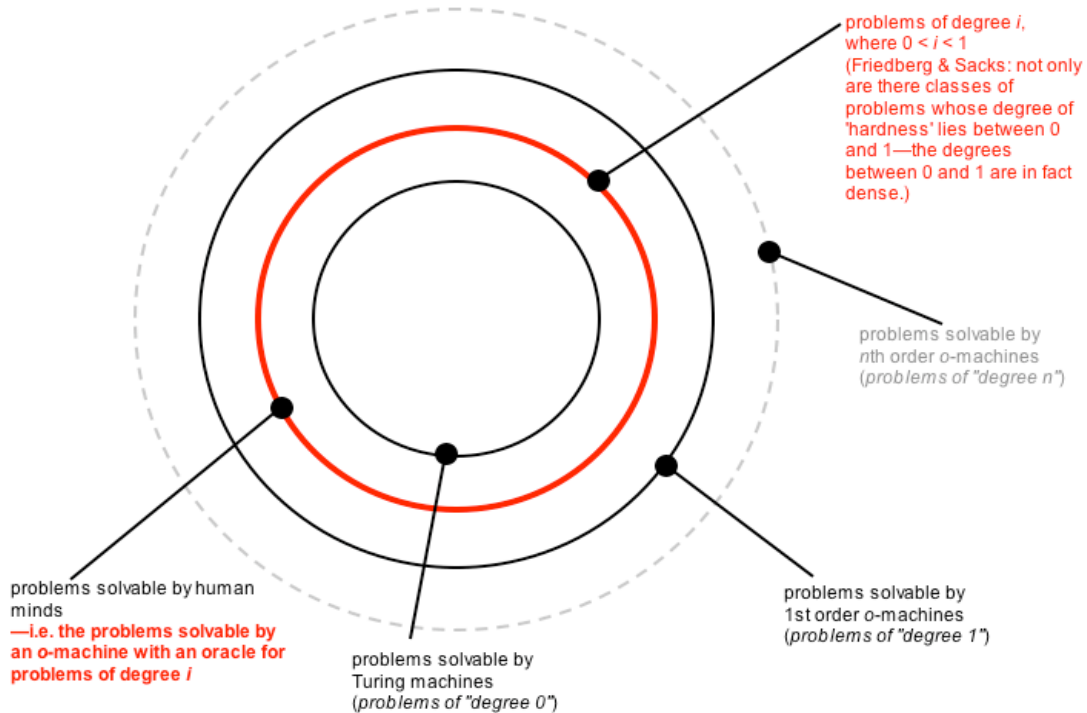 problems of degree i,
where 0 < i < 1
(Friedberg & Sacks: not only
are there classes of
problems whose degree of
'hardness' lies between 0
and 1—the degrees
between 0 and 1 are in fact
dense.)
problems solvable by
nth order o-machines
(problems of "degree n")
problems solvable by human
minds
—i.e. the problems solvable by
an o-machine with an oracle for
problems of degree i
problems solvable by
Turing machines
(problems of "degree 0")
problems solvable by
1st order o-machines
(problems of "degree 1")